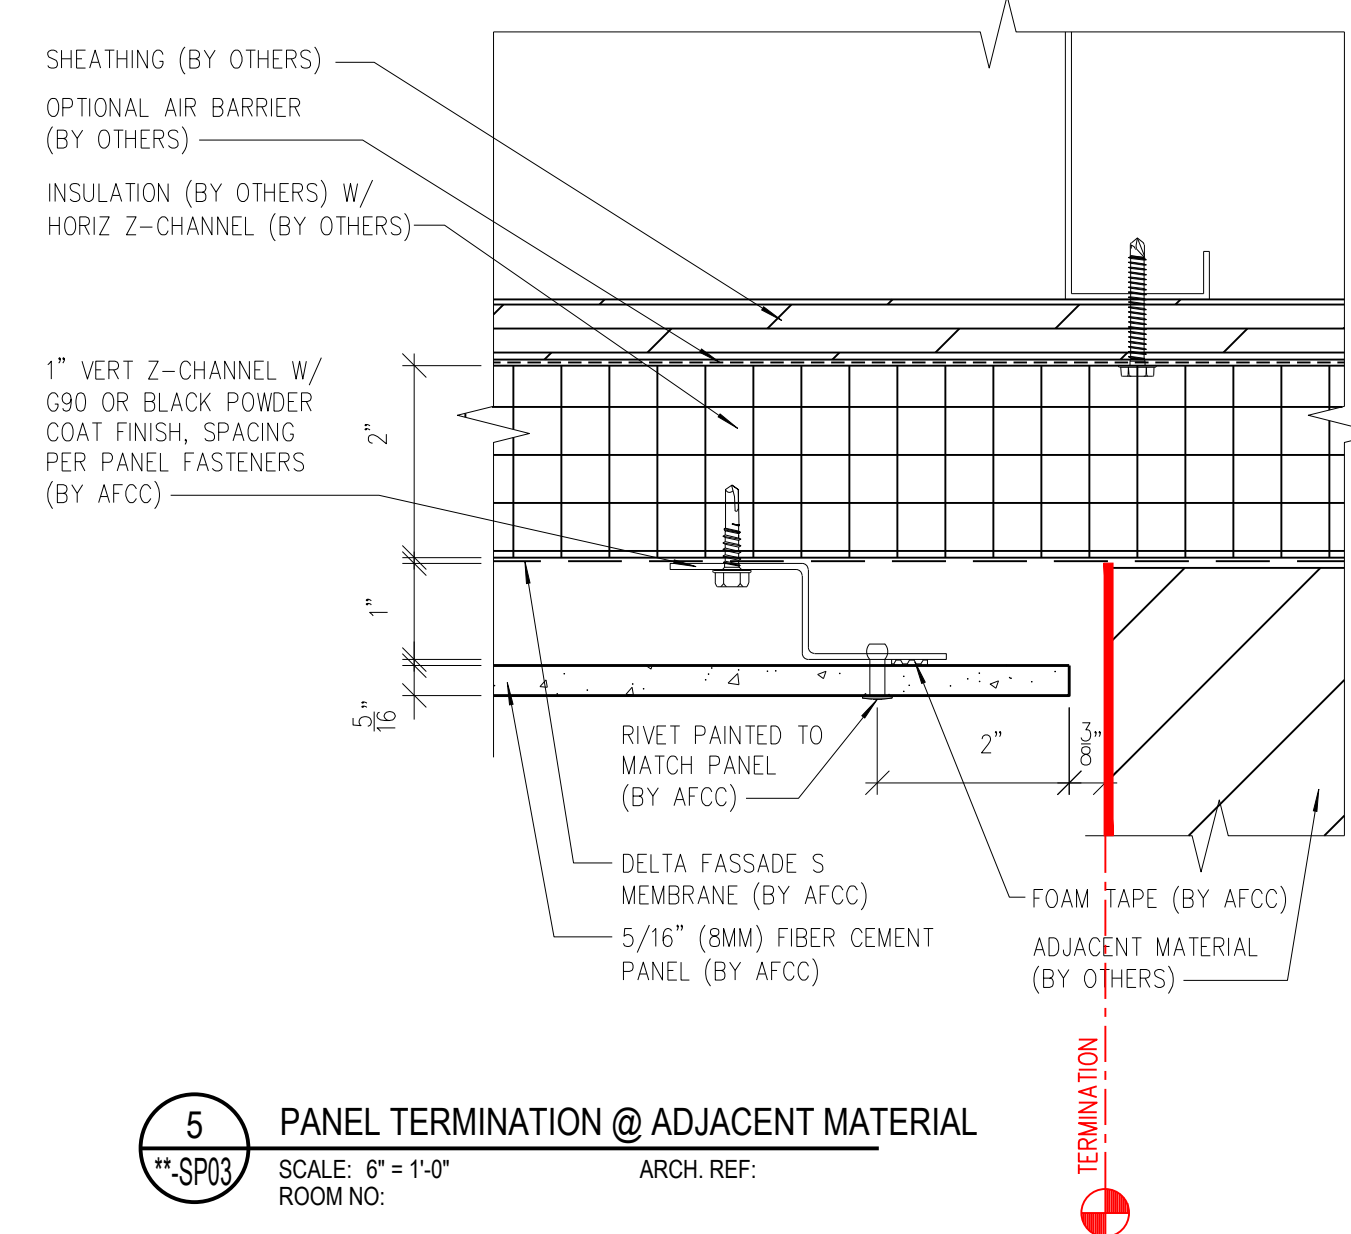 SHEATHING (BY OTHERS)
OPTIONAL AIR BARRIER
(BY OTHERS)
INSULATION (BY OTHERS) W/
HORIZ Z-CHANNEL (BY OTHERS)
1" VERT Z-CHANNEL W/
G90 OR BLACK POWDER
COAT FINISH, SPACING
PER PANEL FASTENERS
(BY AFCC)
2"
1"
5/16"
RIVET PAINTED TO
MATCH PANEL
(BY AFCC)
2"
3/8"
DELTA FASSADE S
MEMBRANE (BY AFCC)
5/16" (8MM) FIBER CEMENT
PANEL (BY AFCC)
FOAM TAPE (BY AFCC)
ADJACENT MATERIAL
(BY OTHERS)
TERMINATION
5
**-SP03
PANEL TERMINATION @ ADJACENT MATERIAL
SCALE: 6" = 1'-0"
ARCH. REF:
ROOM NO: